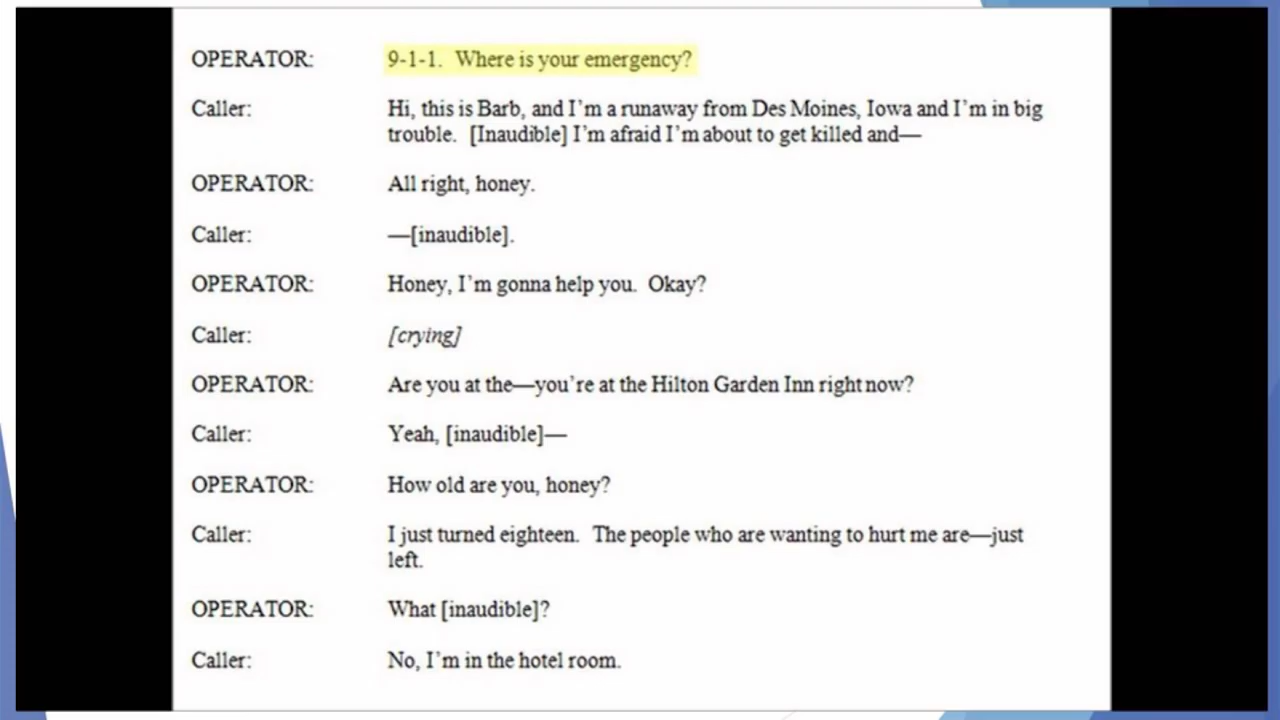 OPERATOR: 9-1-1. Where is your emergency?
Caller: Hi, this is Barb, and I'm a runaway from Des Moines, Iowa and I'm in big
trouble. [Inaudible] I'm afraid I'm about to get killed and—
OPERATOR: All right, honey.
Caller: —[inaudible].
OPERATOR: Honey, I'm gonna help you. Okay?
Caller: [crying]
OPERATOR: Are you at the—you're at the Hilton Garden Inn right now?
Caller: Yeah, [inaudible]—
OPERATOR: How old are you, honey?
Caller: I just turned eighteen. The people who are wanting to hurt me are—just
left.
OPERATOR: What [inaudible]?
Caller: No, I'm in the hotel room.